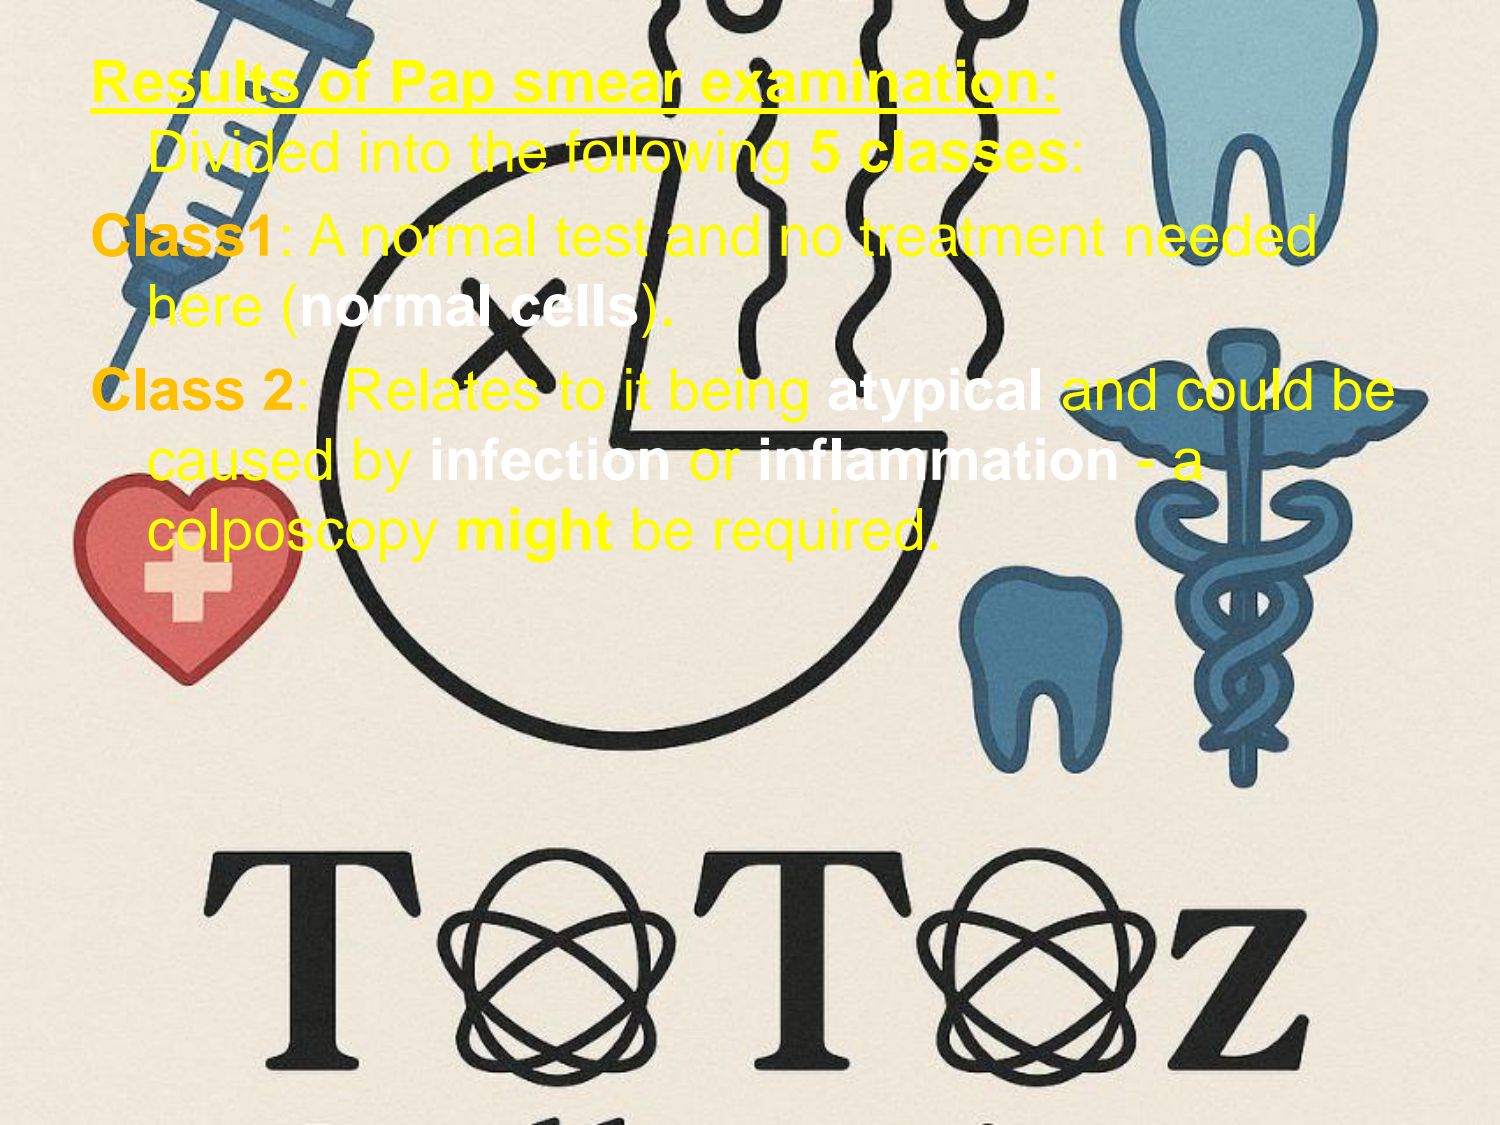 Results of Pap smear examination:
Divided into the following 5 classes:
Class1: A normal test and no treatment needed
here (normal cells).
Class 2:  Relates to it being atypical and could be
caused by infection or inflammation - a
colposcopy might be required.
TOTOZ